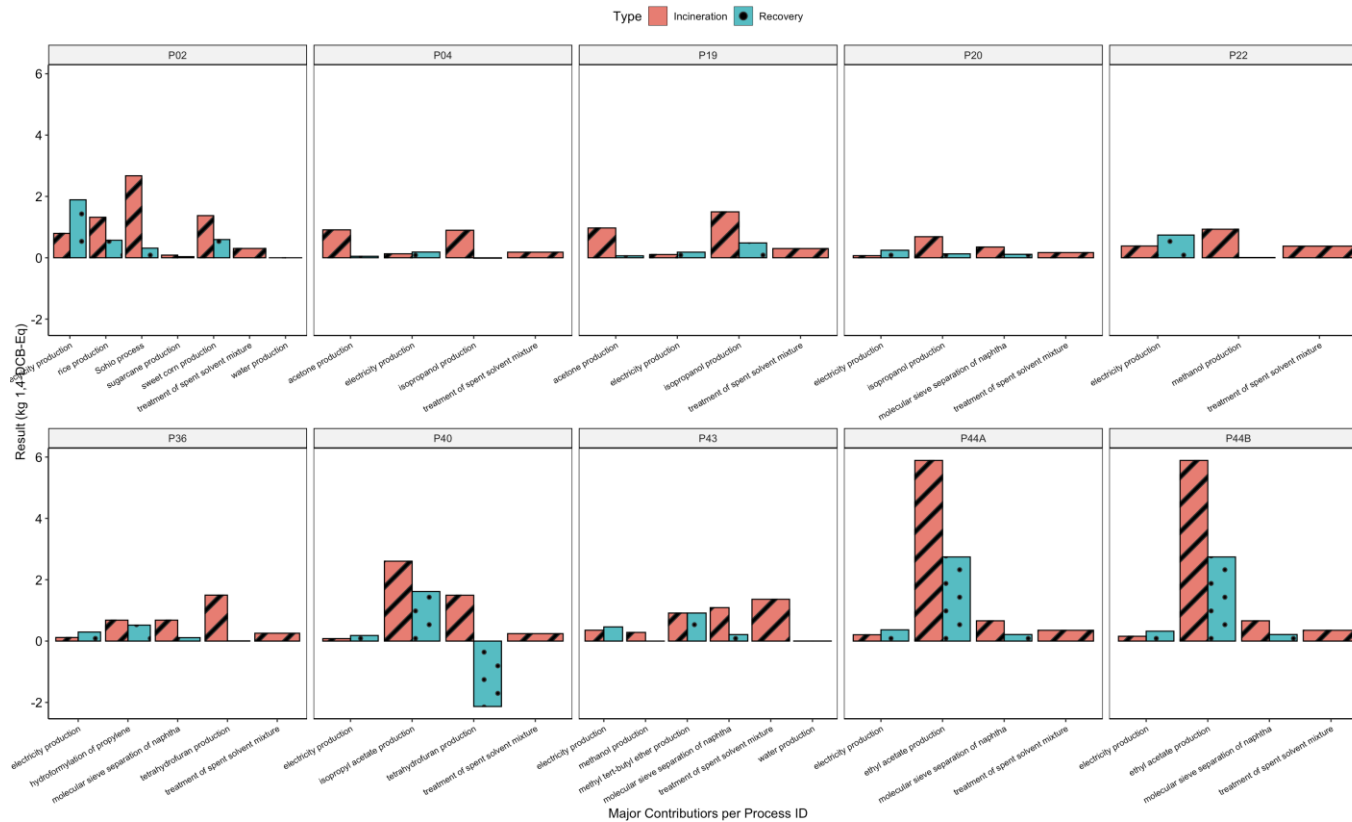 Type Incineration Recovery
P02 P04 P19 P20 P22
6
4
2
0
-2
rice production
Sohio process
sugarcane production
sweet corn production
treatment of spent solvent mixture
water production
acetone production
electricity production
isopropanol production
treatment of spent solvent mixture
acetone production
electricity production
isopropanol production
treatment of spent solvent mixture
electricity production
isopropanol production
molecular sieve separation of naphtha
treatment of spent solvent mixture
electricity production
methanol production
treatment of spent solvent mixture
Result (kg DCB-Eq)
P36 P40 P43 P44A P44B
6
4
2
0
-2
electricity production
hydroformylation of propylene
molecular sieve separation of naphtha
tetrahydrofuran production
treatment of spent solvent mixture
electricity production
isopropyl acetate production
tetrahydrofuran production
treatment of spent solvent mixture
electricity production
methanol production
methyl tert-butyl ether production
molecular sieve separation of naphtha
treatment of spent solvent mixture
water production
electricity production
ethyl acetate production
molecular sieve separation of naphtha
treatment of spent solvent mixture
electricity production
ethyl acetate production
molecular sieve separation of naphtha
treatment of spent solvent mixture
Major Contributiors per Process ID